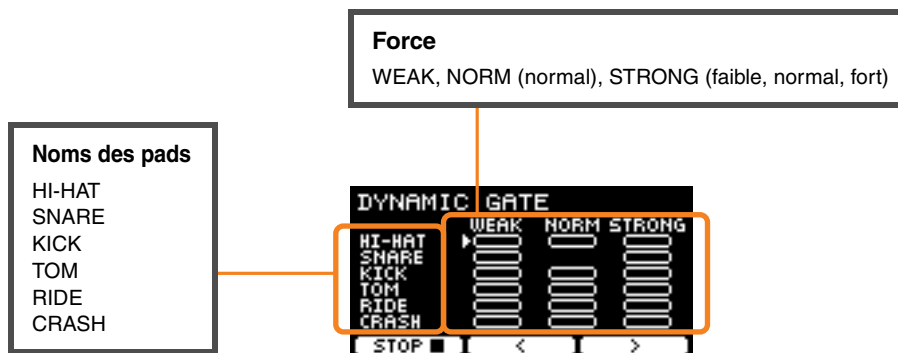 Force
WEAK, NORM (normal), STRONG (faible, normal, fort)
Noms des pads
HI-HAT
SNARE
KICK
TOM
RIDE
CRASH
DYNAMIC GATE
WEAK NORM STRONG
HI-HAT
SNARE
KICK
TOM
RIDE
CRASH
STOP ■ < >